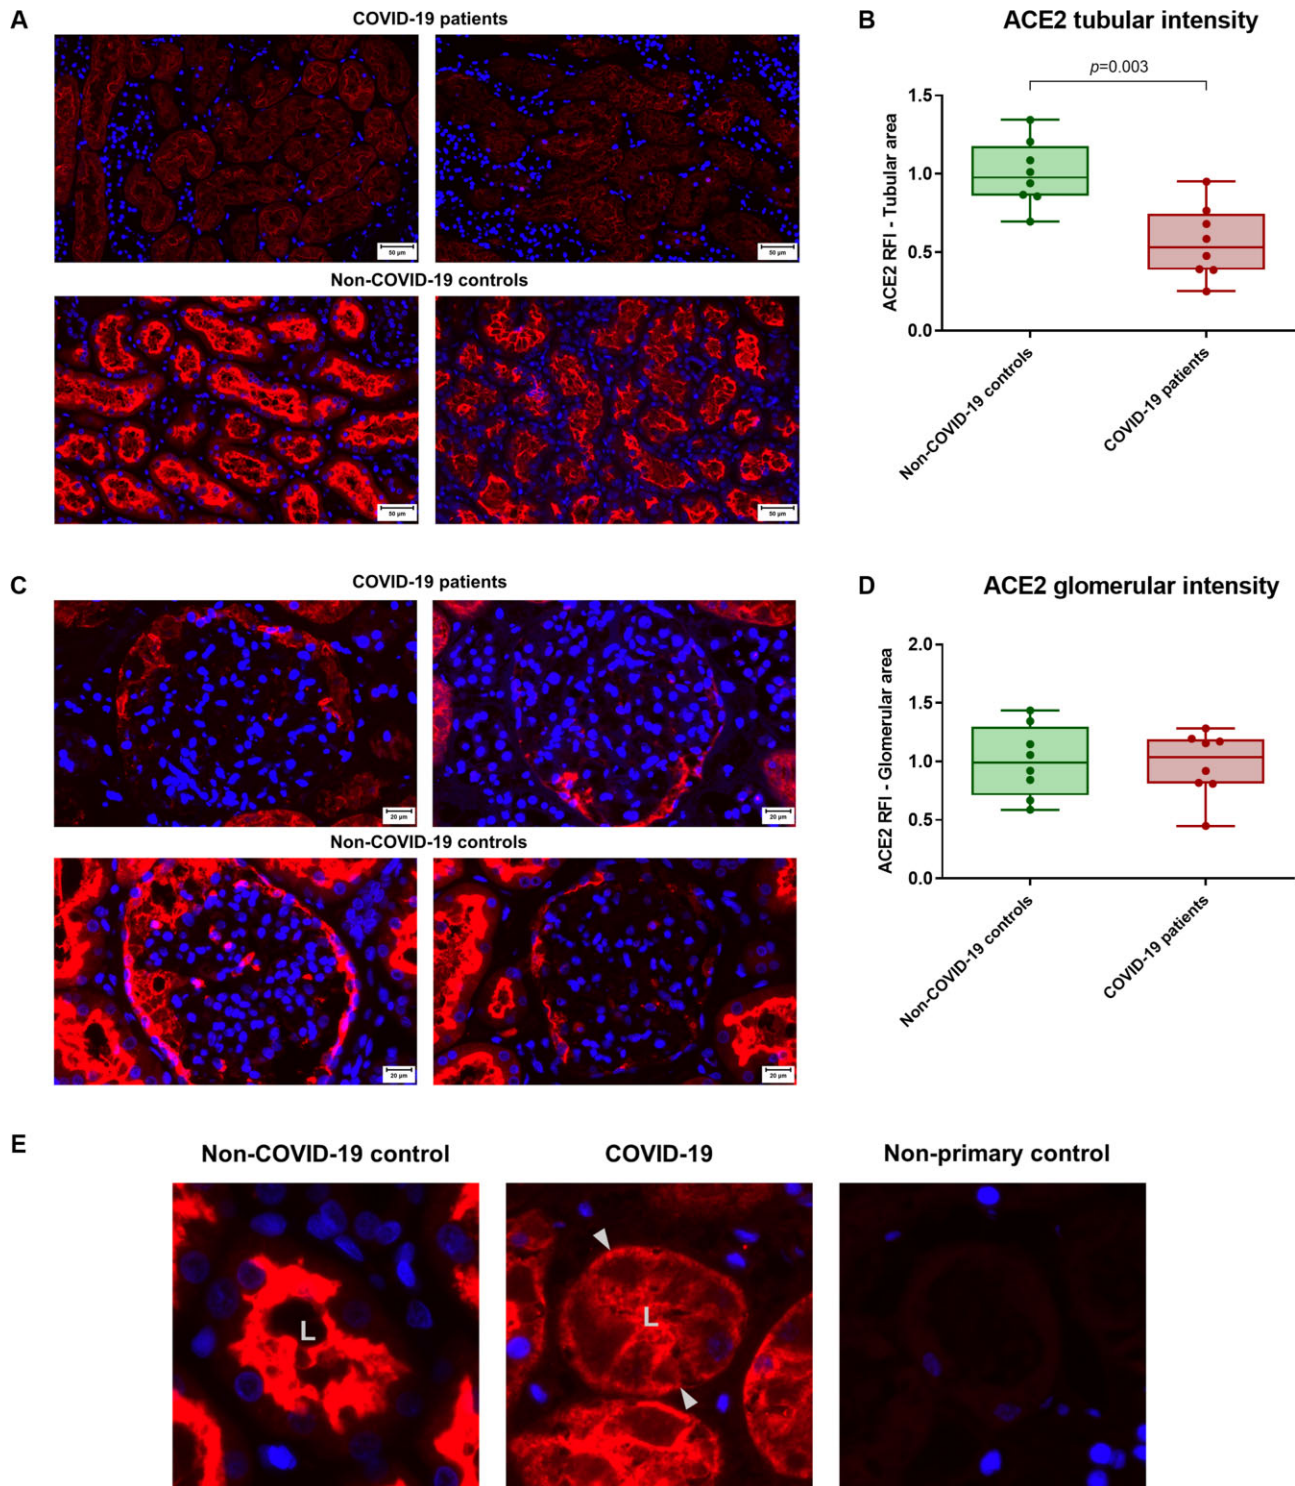 A
COVID-19 patients
50 µm
50 µm
Non-COVID-19 controls
50 µm
50 µm
B
ACE2 tubular intensity
p=0.003
ACE2 RFI - Tubular area
1.5
1.0
0.5
0.0
Non-COVID-19 controls
COVID-19 patients
C
COVID-19 patients
20 µm
20 µm
Non-COVID-19 controls
20 µm
20 µm
D
ACE2 glomerular intensity
ACE2 RFI - Glomerular area
2.0
1.5
1.0
0.5
0.0
Non-COVID-19 controls
COVID-19 patients
E
Non-COVID-19 control
COVID-19
Non-primary control
L
L